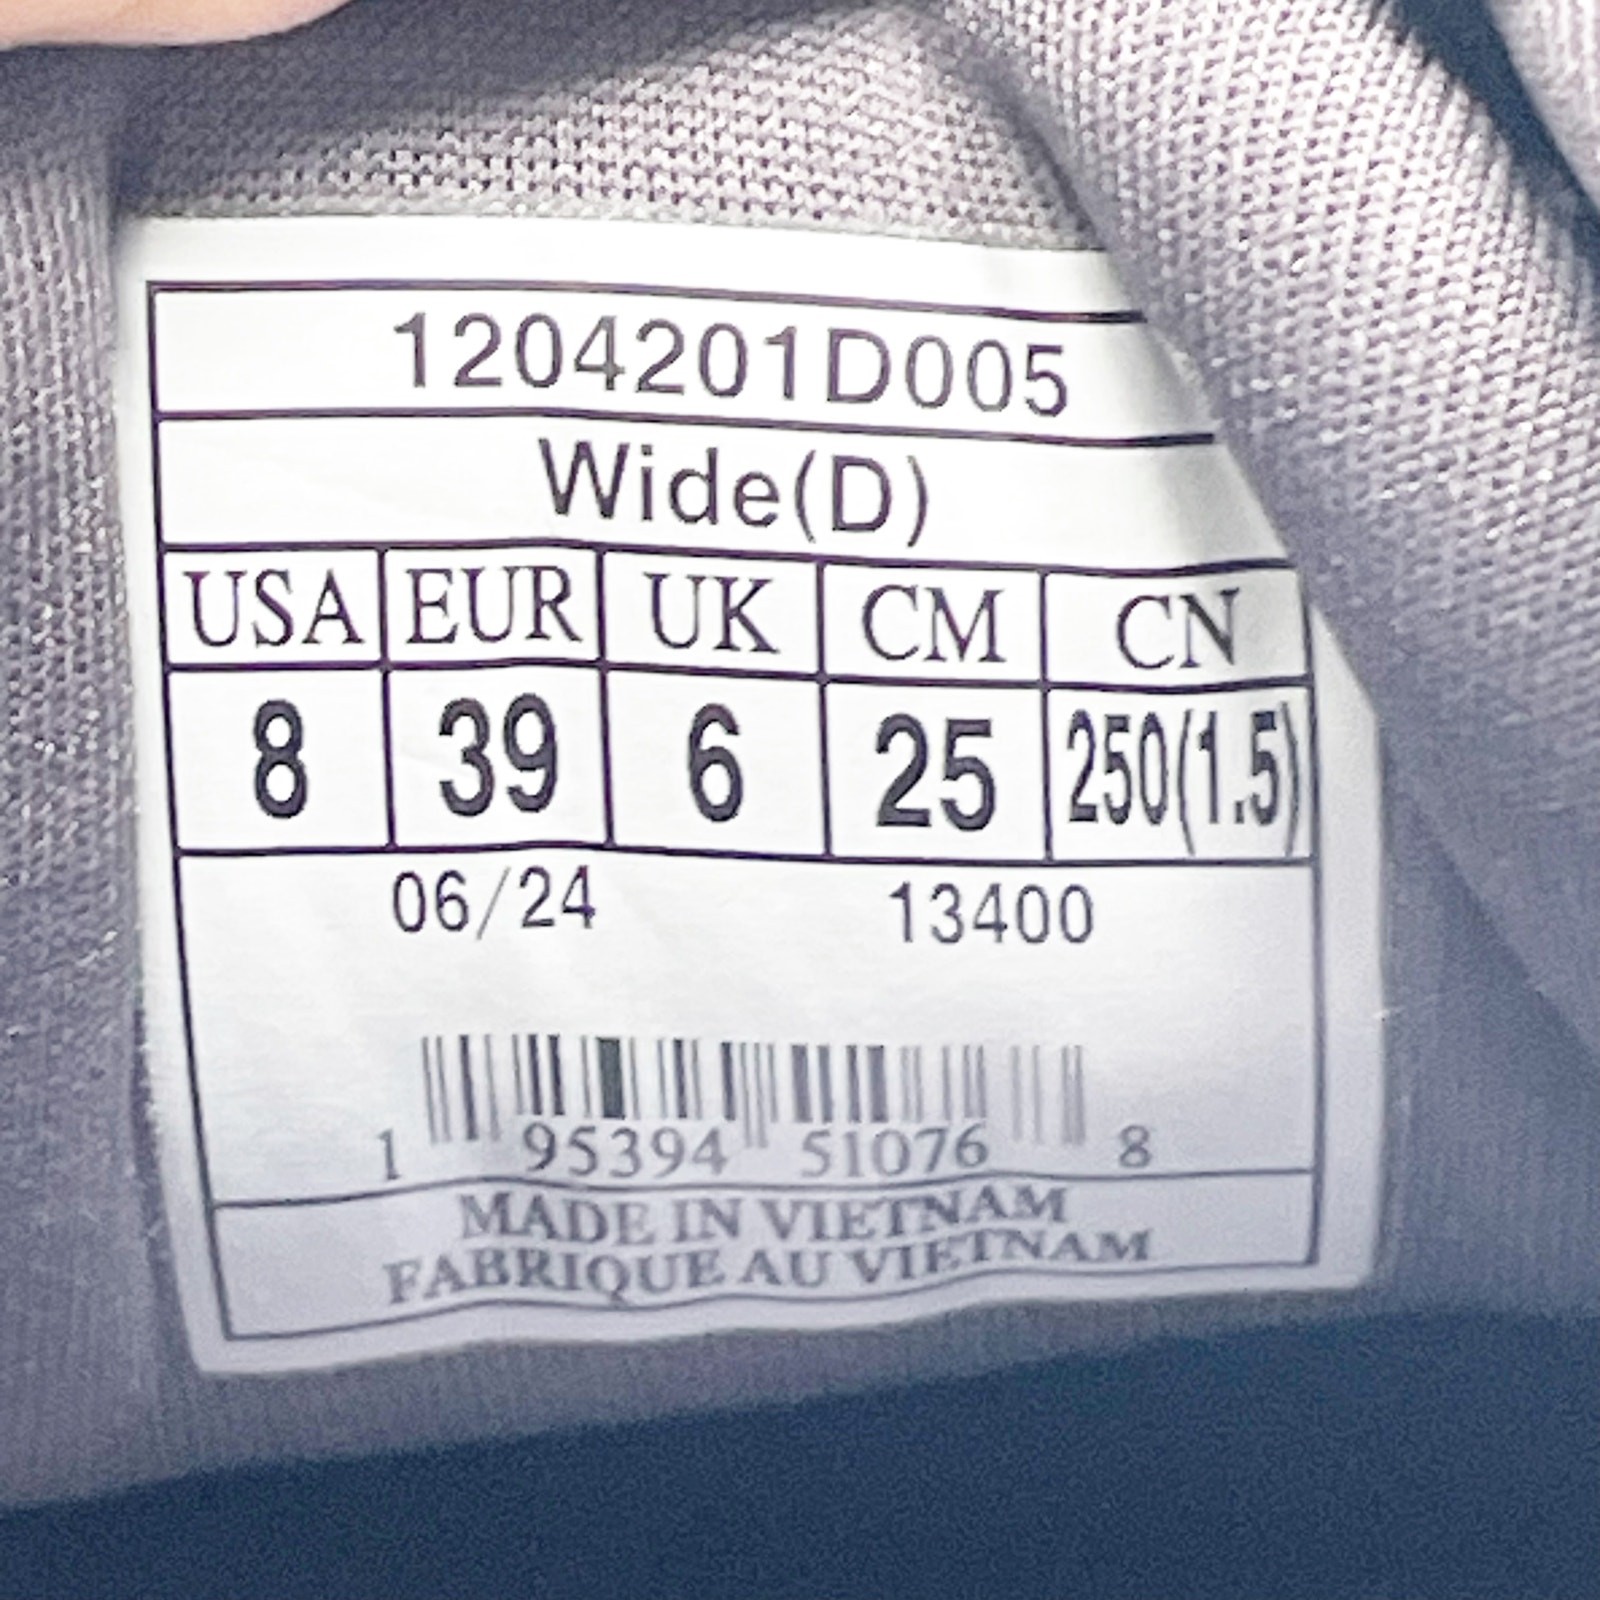 1204201D005
Wide(D)
USA EUR UK CM CN
8 39 6 25 250(1.5)
06/24 13400
1 95394 51076 8
MADE IN VIETNAM
FABRIQUE AU VIETNAM